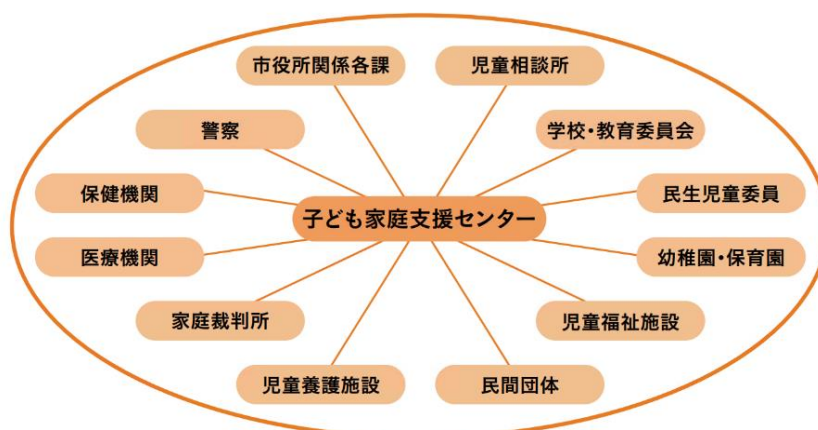 市役所関係各課
児童相談所
警察
学校・教育委員会
保健機関
民生児童委員
子ども家庭支援センター
医療機関
幼稚園・保育園
家庭裁判所
児童福祉施設
児童養護施設
民間団体